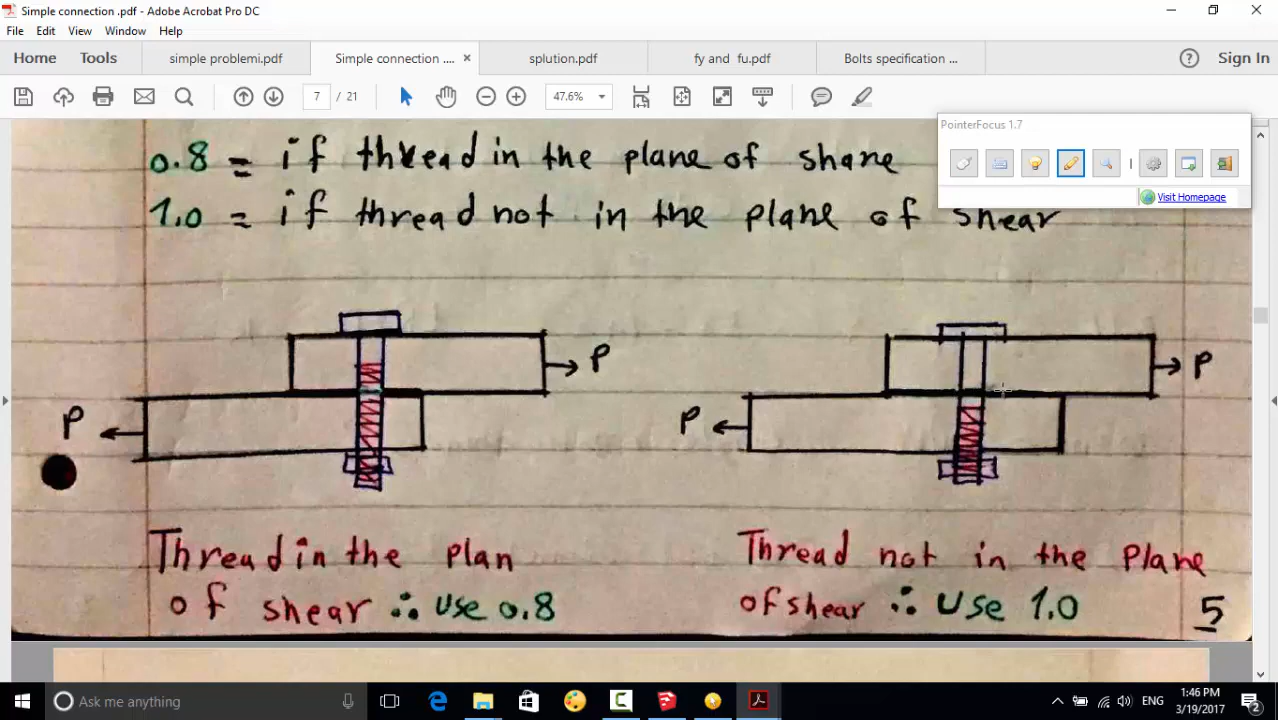 Simple connection .pdf - Adobe Acrobat Pro DC
File Edit View Window Help
Home Tools simple problemi.pdf Simple connection .... × splution.pdf fy and fu.pdf Bolts specification ... Sign In
7 / 21 47.6%
PointerFocus 1.7
Visit Homepage
0.8 = if thread in the plane of share
1.0 = if thread not in the plane of shear
P
P
P
P
Thread in the plan
of shear ∴ Use 0.8
Thread not in the Plane
of shear ∴ Use 1.0
5
Ask me anything
ENG
1:46 PM
3/19/2017
2